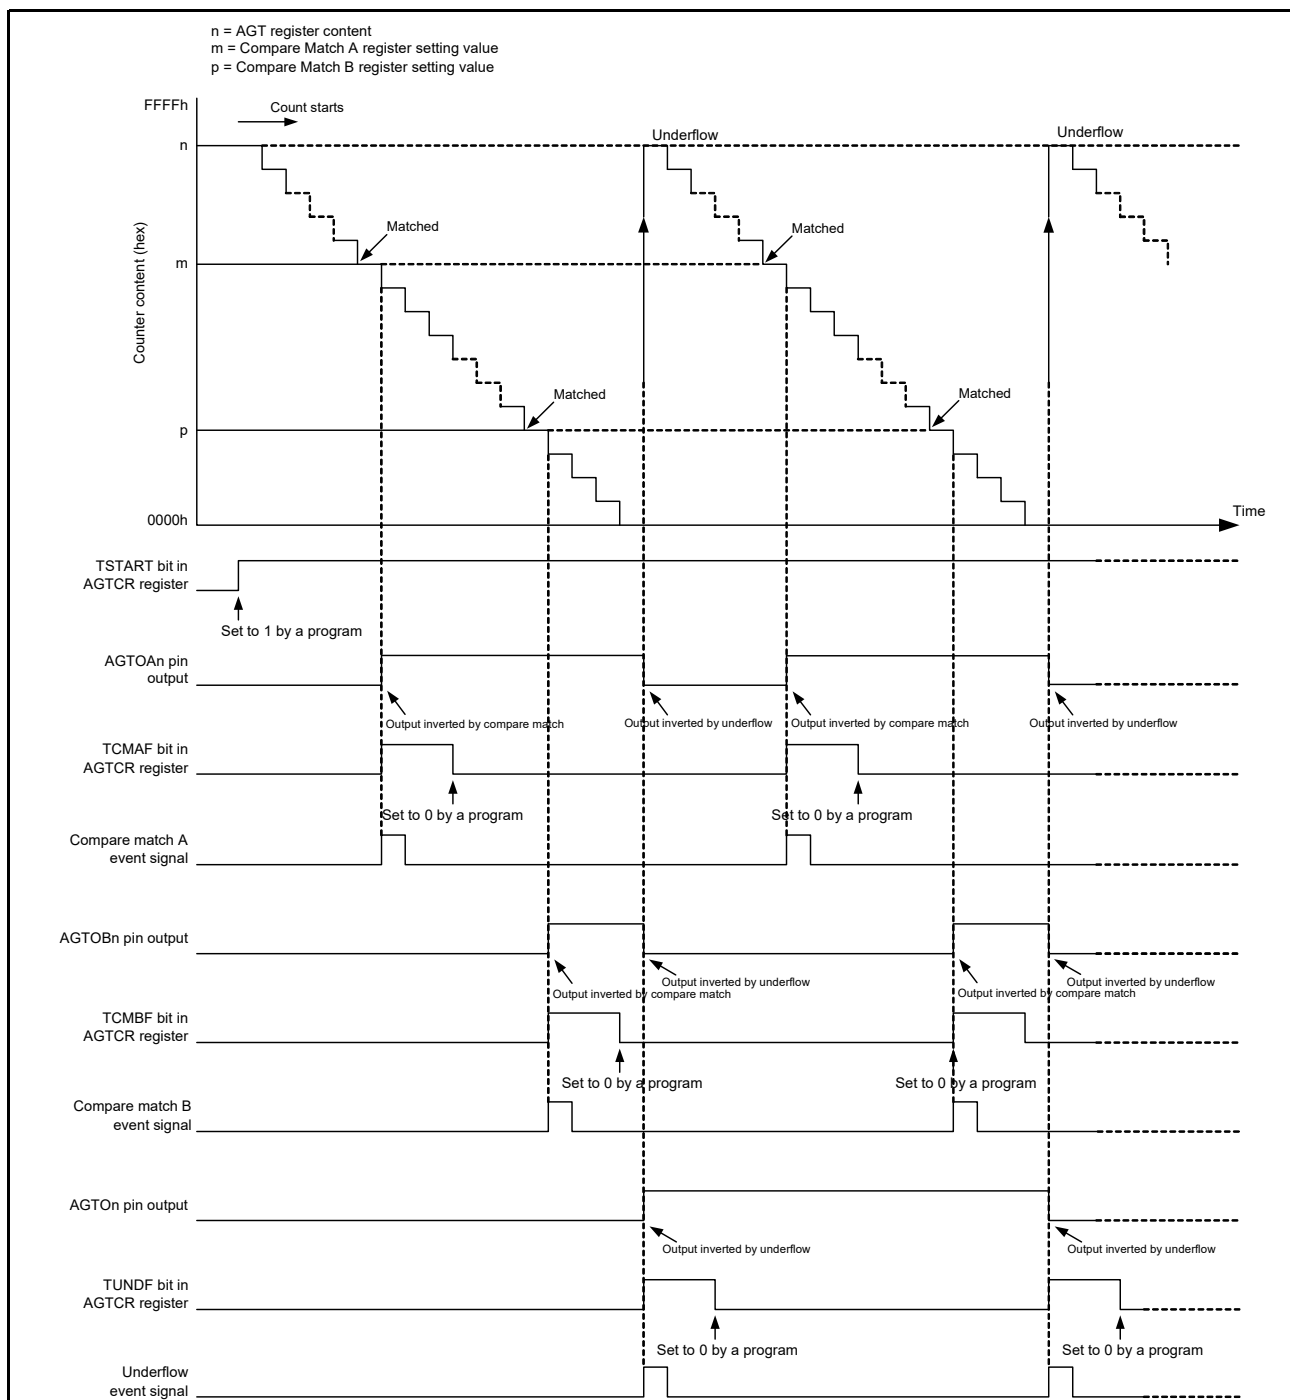 n = AGT register content
m = Compare Match A register setting value
p = Compare Match B register setting value
FFFFh
Count starts
n
Underflow
Underflow
Matched
Matched
m
Counter content (hex)
Matched
Matched
p
0000h
Time
TSTART bit in
AGTCR register
Set to 1 by a program
AGTOAn pin
output
Output inverted by compare match
Output inverted by underflow
Output inverted by compare match
Output inverted by underflow
TCMAF bit in
AGTCR register
Set to 0 by a program
Set to 0 by a program
Compare match A
event signal
AGTOBn pin output
Output inverted by compare match
Output inverted by underflow
Output inverted by compare match
Output inverted by underflow
TCMBF bit in
AGTCR register
Set to 0 by a program
Set to 0 by a program
Compare match B
event signal
AGTOn pin output
Output inverted by underflow
Output inverted by underflow
TUNDF bit in
AGTCR register
Set to 0 by a program
Set to 0 by a program
Underflow
event signal